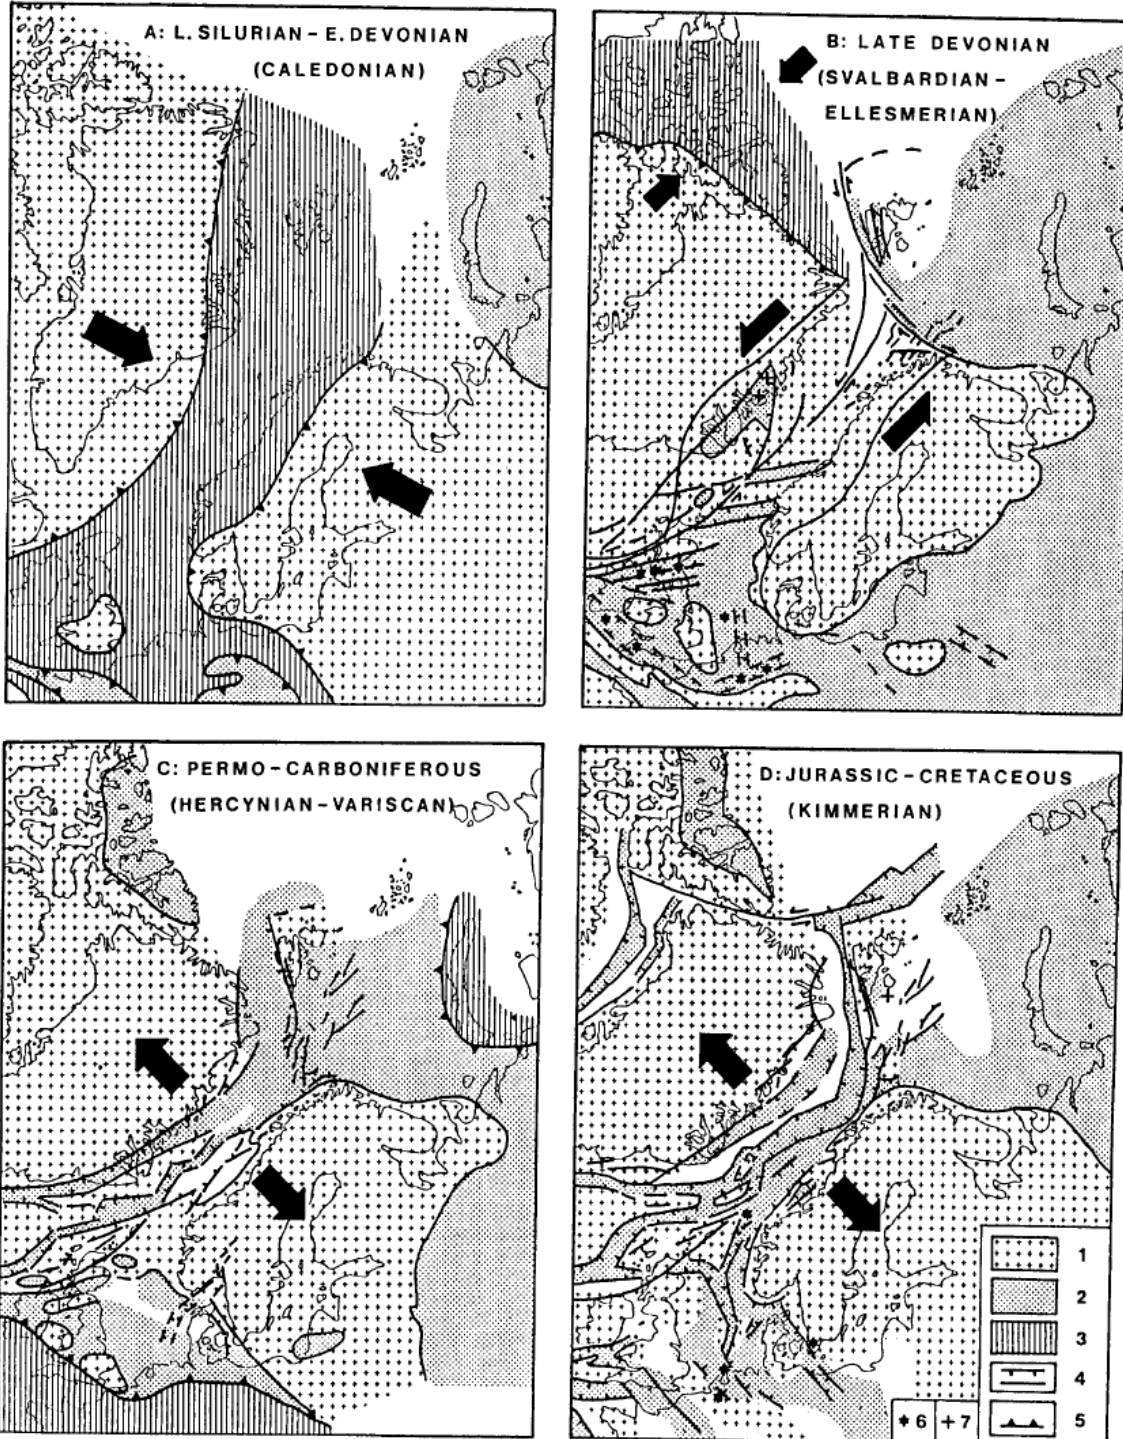 A: L. SILURIAN – E. DEVONIAN
(CALEDONIAN)
B: LATE DEVONIAN
(SVALBARDIAN –
ELLESMERIAN)
C: PERMO – CARBONIFEROUS
(HERCYNIAN – VARISCAN)
D: JURASSIC – CRETACEOUS
(KIMMERIAN)
1
2
3
4
5
* 6
+ 7